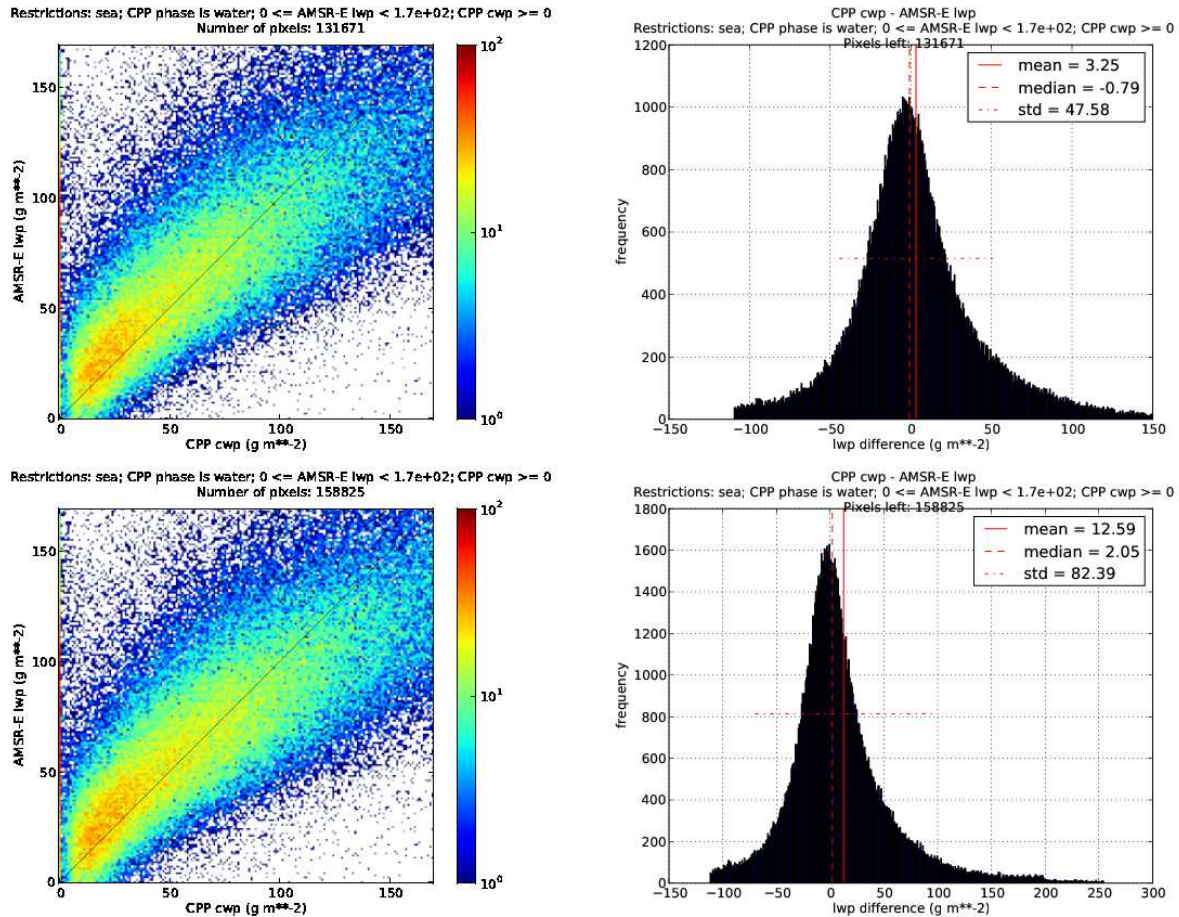 Restrictions: sea; CPP phase is water; 0 <= AMSR-E lwp < 1.7e+02; CPP cwp >= 0
Number of pixels: 131671
150
100
50
0
AMSR-E lwp (g m**-2)
0 50 100 150
CPP cwp (g m**-2)
10^2
10^1
10^0
CPP cwp - AMSR-E lwp
Restrictions: sea; CPP phase is water; 0 <= AMSR-E lwp < 1.7e+02; CPP cwp >= 0
Pixels left: 131671
mean = 3.25
median = -0.79
std = 47.58
1200
1000
800
600
400
200
0
frequency
−150 −100 −50 0 50 100 150
lwp difference (g m**-2)
Restrictions: sea; CPP phase is water; 0 <= AMSR-E lwp < 1.7e+02; CPP cwp >= 0
Number of pixels: 158825
150
100
50
0
AMSR-E lwp (g m**-2)
0 50 100 150
CPP cwp (g m**-2)
10^2
10^1
10^0
CPP cwp - AMSR-E lwp
Restrictions: sea; CPP phase is water; 0 <= AMSR-E lwp < 1.7e+02; CPP cwp >= 0
Pixels left: 158825
mean = 12.59
median = 2.05
std = 82.39
1800
1600
1400
1200
1000
800
600
400
200
0
frequency
−150 −100 −50 0 50 100 150 200 250 300
lwp difference (g m**-2)